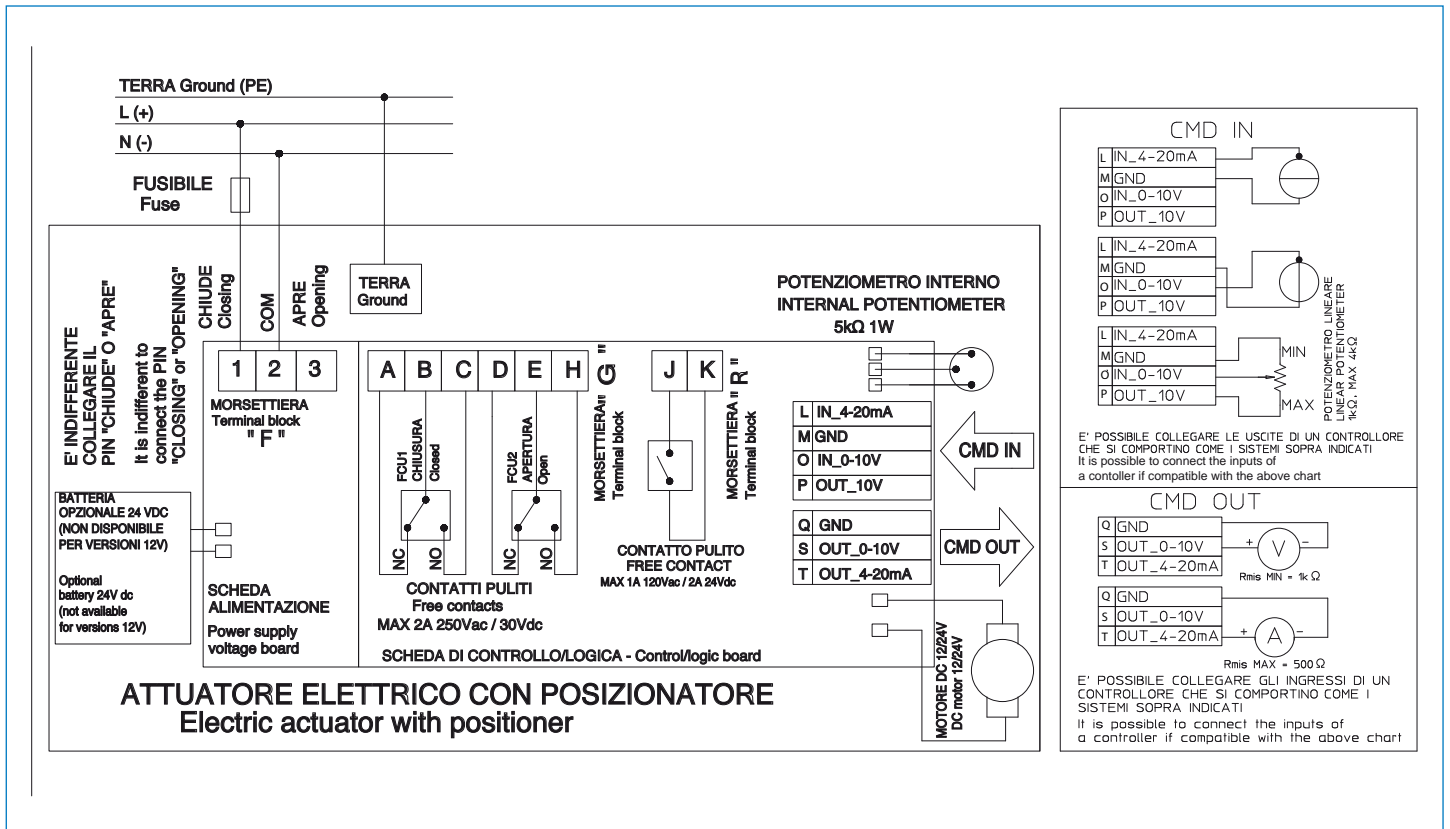 TERRA Ground (PE)
L (+)
N (-)
FUSIBILE
Fuse
E' INDIFFERENTE
COLLEGARE IL
PIN "CHIUDE" O "APRE"
It is indifferent to
connect the PIN
"CLOSING" or "OPENING"
CHIUDE
Closing
COM
APRE
Opening
TERRA
Ground
1 2 3
MORSETTIERA
Terminal block
" F "
BATTERIA
OPZIONALE 24 VDC
(NON DISPONIBILE
PER VERSIONI 12V)
Optional
battery 24V dc
(not available
for versions 12V)
SCHEDA
ALIMENTAZIONE
Power supply
voltage board
A B C D E H
MORSETTIERA" G "
Terminal block
FCU1
CHIUSURA
Closed
FCU2
APERTURA
Open
NC
NO
NC
NO
CONTATTI PULITI
Free contacts
MAX 2A 250Vac / 30Vdc
J K
MORSETTIERA " R "
Terminal block
CONTATTO PULITO
FREE CONTACT
MAX 1A 120Vac / 2A 24Vdc
SCHEDA DI CONTROLLO/LOGICA - Control/logic board
POTENZIOMETRO INTERNO
INTERNAL POTENTIOMETER
5kΩ 1W
L IN_4-20mA
M GND
O IN_0-10V
P OUT_10V
CMD IN
Q GND
S OUT_0-10V
T OUT_4-20mA
CMD OUT
MOTORE DC 12/24V
DC motor 12/24V
ATTUATORE ELETTRICO CON POSIZIONATORE
Electric actuator with positioner
CMD IN
L IN_4-20mA
M GND
O IN_0-10V
P OUT_10V
L IN_4-20mA
M GND
O IN_0-10V
P OUT_10V
L IN_4-20mA
M GND
O IN_0-10V
P OUT_10V
MIN
MAX
POTENZIOMETRO LINEARE
LINEAR POTENTIOMETER
1kΩ, MAX 4kΩ
E' POSSIBILE COLLEGARE LE USCITE DI UN CONTROLLORE
CHE SI COMPORTINO COME I SISTEMI SOPRA INDICATI
It is possible to connect the inputs of
a contoller if compatible with the above chart
CMD OUT
Q GND
S OUT_0-10V
T OUT_4-20mA
+ V -
Rmis MIN = 1k Ω
Q GND
S OUT_0-10V
T OUT_4-20mA
+ A -
Rmis MAX = 500 Ω
E' POSSIBILE COLLEGARE GLI INGRESSI DI UN
CONTROLLORE CHE SI COMPORTINO COME I
SISTEMI SOPRA INDICATI
It is possible to connect the inputs of
a controller if compatible with the above chart